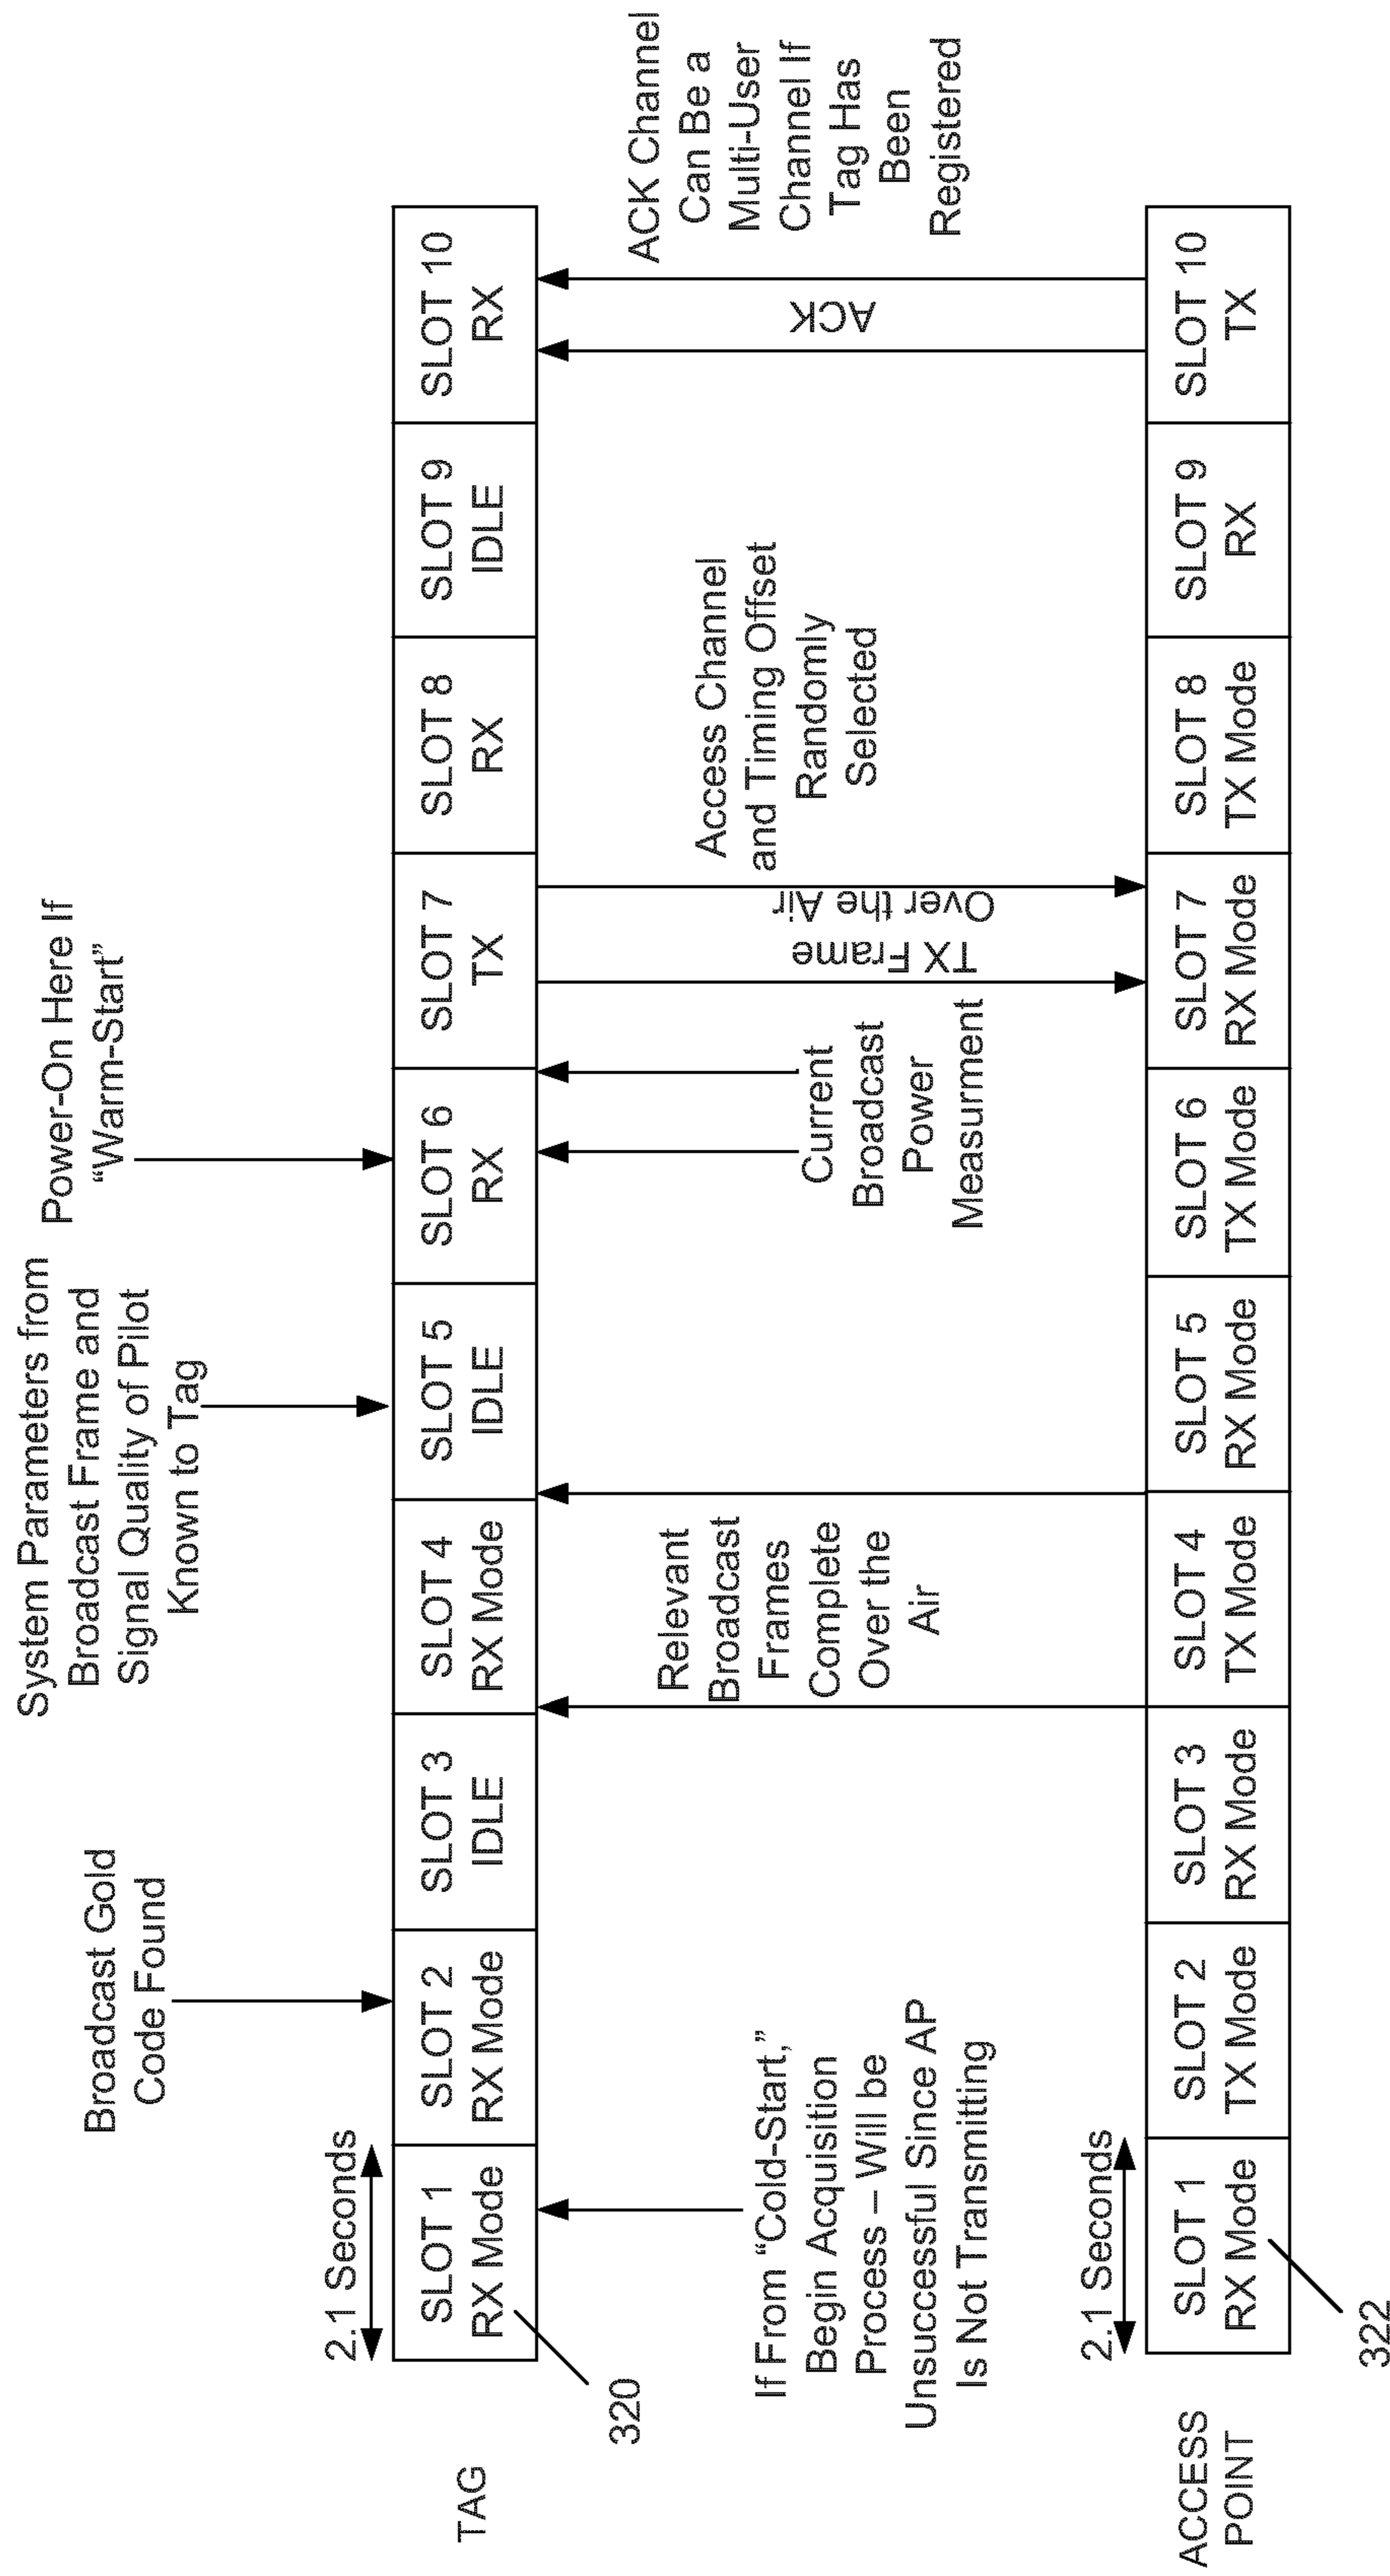 System Parameters from
Broadcast Frame and
Signal Quality of Pilot
Known to Tag
Power-On Here If
“Warm-Start”
Broadcast Gold
Code Found
2.1 Seconds
TAG
SLOT 1
RX Mode
SLOT 2
RX Mode
SLOT 3
IDLE
SLOT 4
RX Mode
SLOT 5
IDLE
SLOT 6
RX
SLOT 7
TX
SLOT 8
RX
SLOT 9
IDLE
SLOT 10
RX
320
If From “Cold-Start,”
Begin Acquisition
Process – Will be
Unsuccessful Since AP
Is Not Transmitting
Relevant
Broadcast
Frames
Complete
Over the
Air
Current
Broadcast
Power
Measurment
TX Frame
Over the Air
Access Channel
and Timing Offset
Randomly
Selected
ACK
ACK Channel
Can Be a
Multi-User
Channel If
Tag Has
Been
Registered
2.1 Seconds
ACCESS
POINT
SLOT 1
RX Mode
SLOT 2
TX Mode
SLOT 3
RX Mode
SLOT 4
TX Mode
SLOT 5
RX Mode
SLOT 6
TX Mode
SLOT 7
RX Mode
SLOT 8
TX Mode
SLOT 9
RX
SLOT 10
TX
322